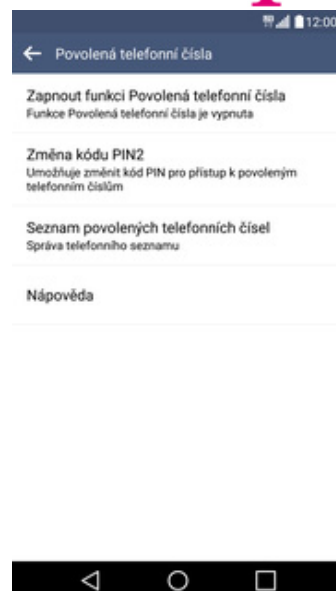 12:00
Povolená telefonní čísla
Zapnout funkci Povolená telefonní čísla
Funkce Povolená telefonní čísla je vypnuta
Změna kódu PIN2
Umožňuje změnit kód PIN pro přístup k povoleným
telefonním číslům
Seznam povolených telefonních čísel
Správa telefonního seznamu
Nápověda